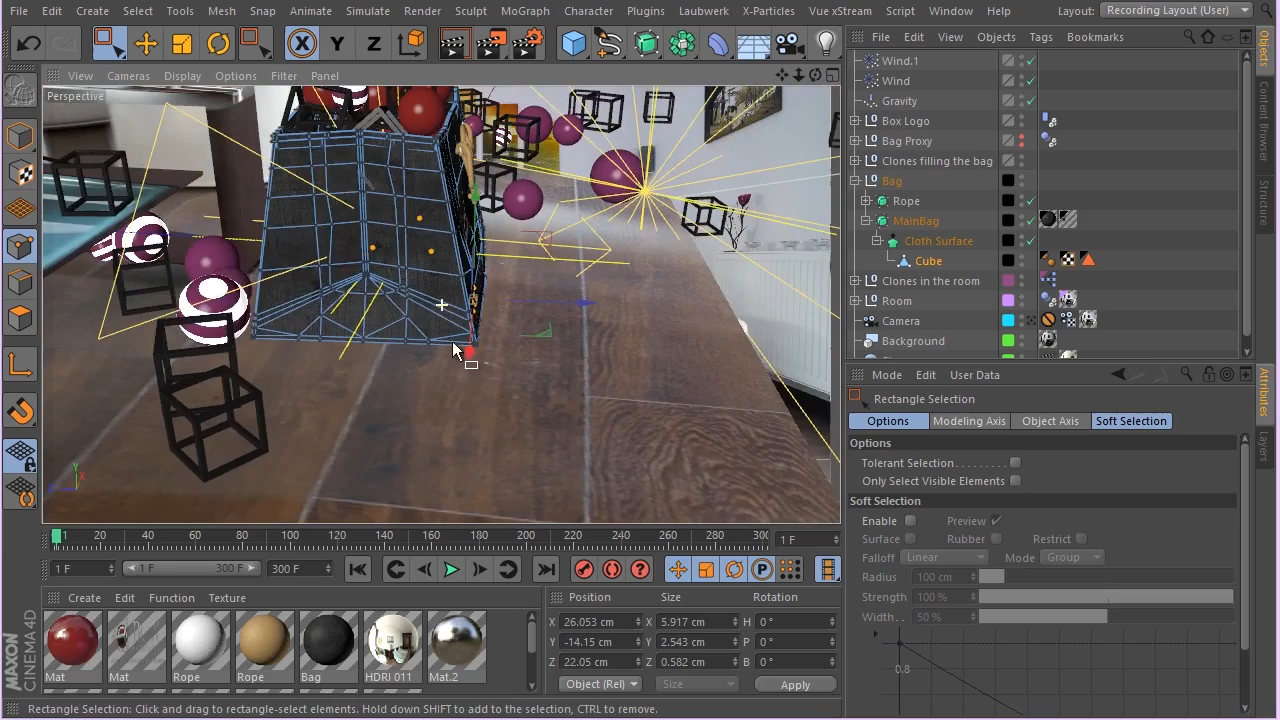 File Edit Create Select Tools Mesh Snap Animate Simulate Render Sculpt MoGraph Character Plugins Laubwerk X-Particles Vue xStream Script Window Help Layout: Recording Layout (User)
X Y Z
File Edit View Objects Tags Bookmarks
View Cameras Display Options Filter Panel
Perspective
Wind.1
Wind
Gravity
Box Logo
Bag Proxy
Clones filling the bag
Bag
Rope
MainBag
Cloth Surface
Cube
Clones in the room
Room
Camera
Background
Objects
Content Browser
Structure
Mode Edit User Data
Rectangle Selection
Options Modeling Axis Object Axis Soft Selection
Options
Tolerant Selection
Only Select Visible Elements
Soft Selection
Enable Preview
Surface Rubber Restrict
Falloff Linear Mode Group
Radius 100 cm
Strength 100 %
Width 50 %
0.8
Attributes
Layers
Y X
1 20 40 60 80 100 120 140 160 180 200 220 240 260 280 30 1 F
1 F 1 F 300 F 300 F P
Create Edit Function Texture
Mat Mat Rope Rope Bag HDRI 011 Mat.2
Position Size Rotation
X 26.053 cm X 5.917 cm H 0 °
Y -14.15 cm Y 2.543 cm P 0 °
Z 22.05 cm Z 0.582 cm B 0 °
Object (Rel) Size Apply
MAXON CINEMA 4D
Rectangle Selection: Click and drag to rectangle-select elements. Hold down SHIFT to add to the selection, CTRL to remove.